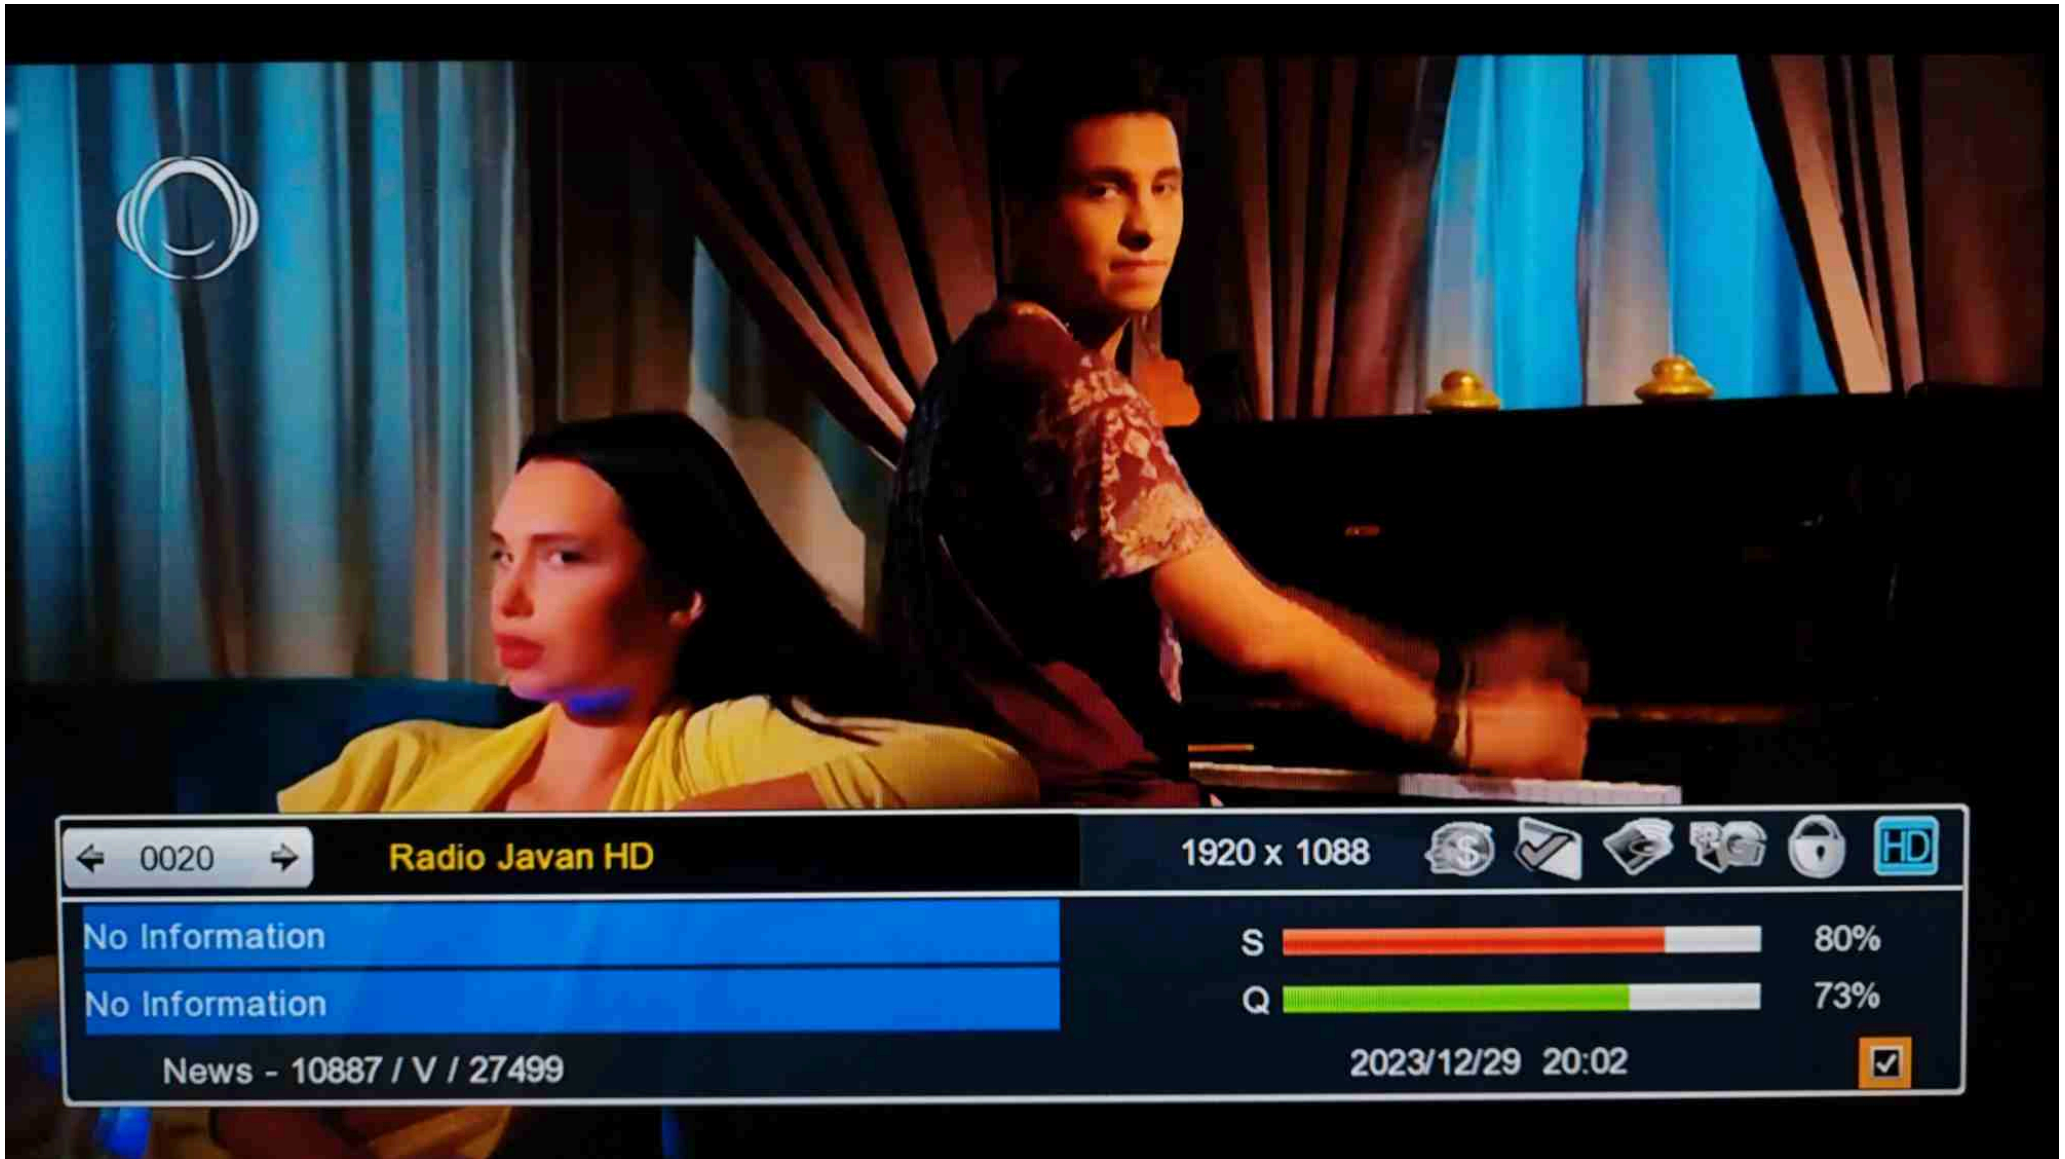 0020
Radio Javan HD
1920 x 1088
HD
No Information
S 80%
No Information
Q 73%
News - 10887 / V / 27499
2023/12/29 20:02